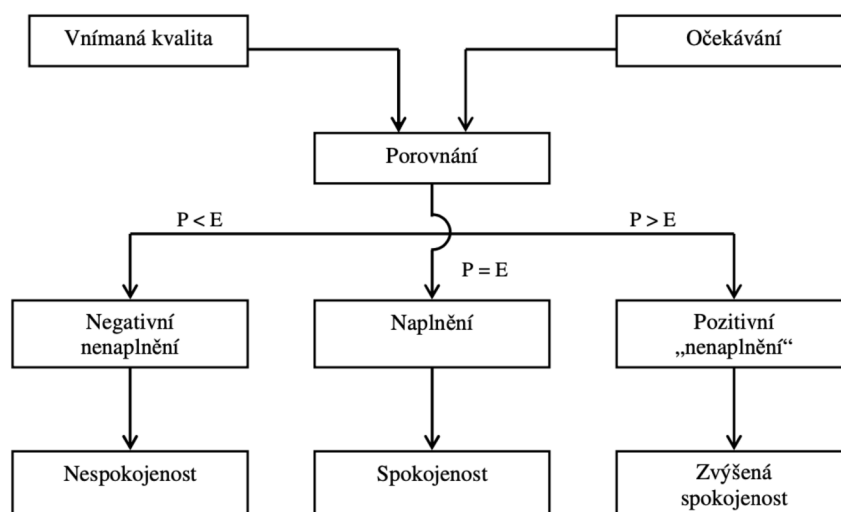 Vnímaná kvalita
Očekávání
Porovnání
P < E
P > E
P = E
Negativní
nenaplnění
Naplnění
Pozitivní
„nenaplnění“
Nespokojenost
Spokojenost
Zvýšená
spokojenost